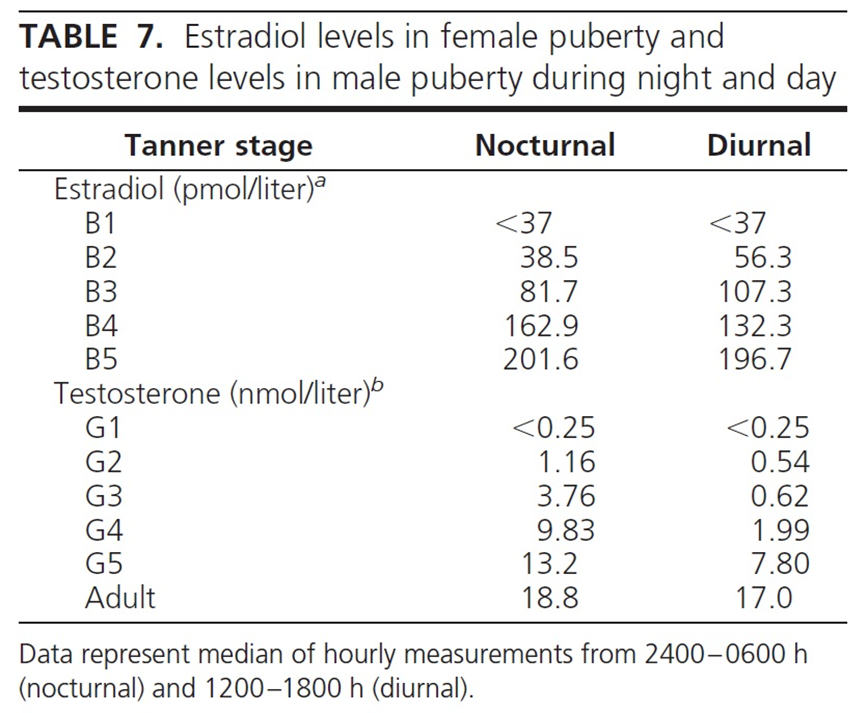 TABLE 7. Estradiol levels in female puberty and
testosterone levels in male puberty during night and day
Tanner stage Nocturnal Diurnal
Estradiol (pmol/liter)a
B1 <37 <37
B2 38.5 56.3
B3 81.7 107.3
B4 162.9 132.3
B5 201.6 196.7
Testosterone (nmol/liter)b
G1 <0.25 <0.25
G2 1.16 0.54
G3 3.76 0.62
G4 9.83 1.99
G5 13.2 7.80
Adult 18.8 17.0
Data represent median of hourly measurements from 2400–0600 h
(nocturnal) and 1200–1800 h (diurnal).